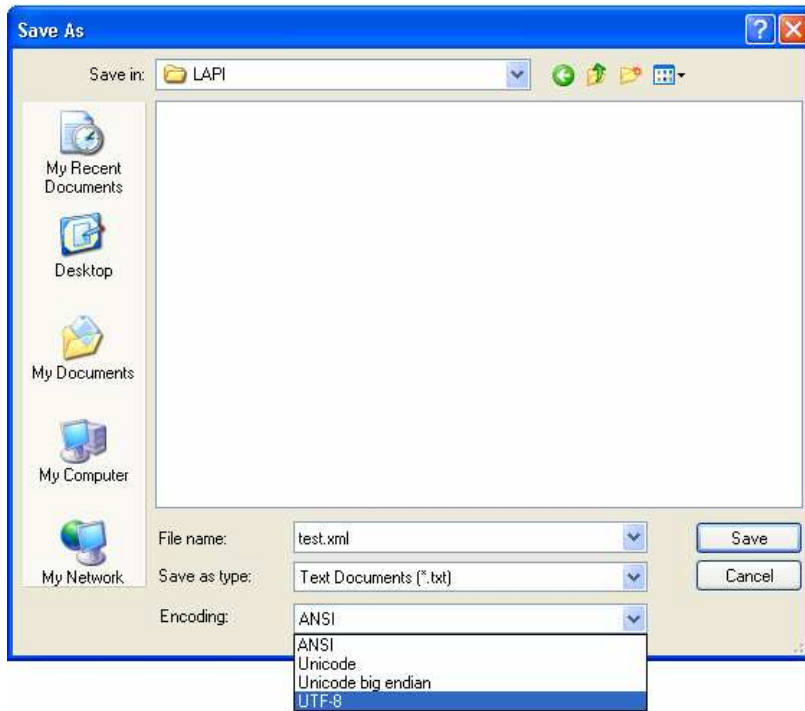 Save As
Save in:
LAPI
My Recent
Documents
Desktop
My Documents
My Computer
My Network
File name:
test.xml
Save
Save as type:
Text Documents (*.txt)
Cancel
Encoding:
ANSI
ANSI
Unicode
Unicode big endian
UTF-8